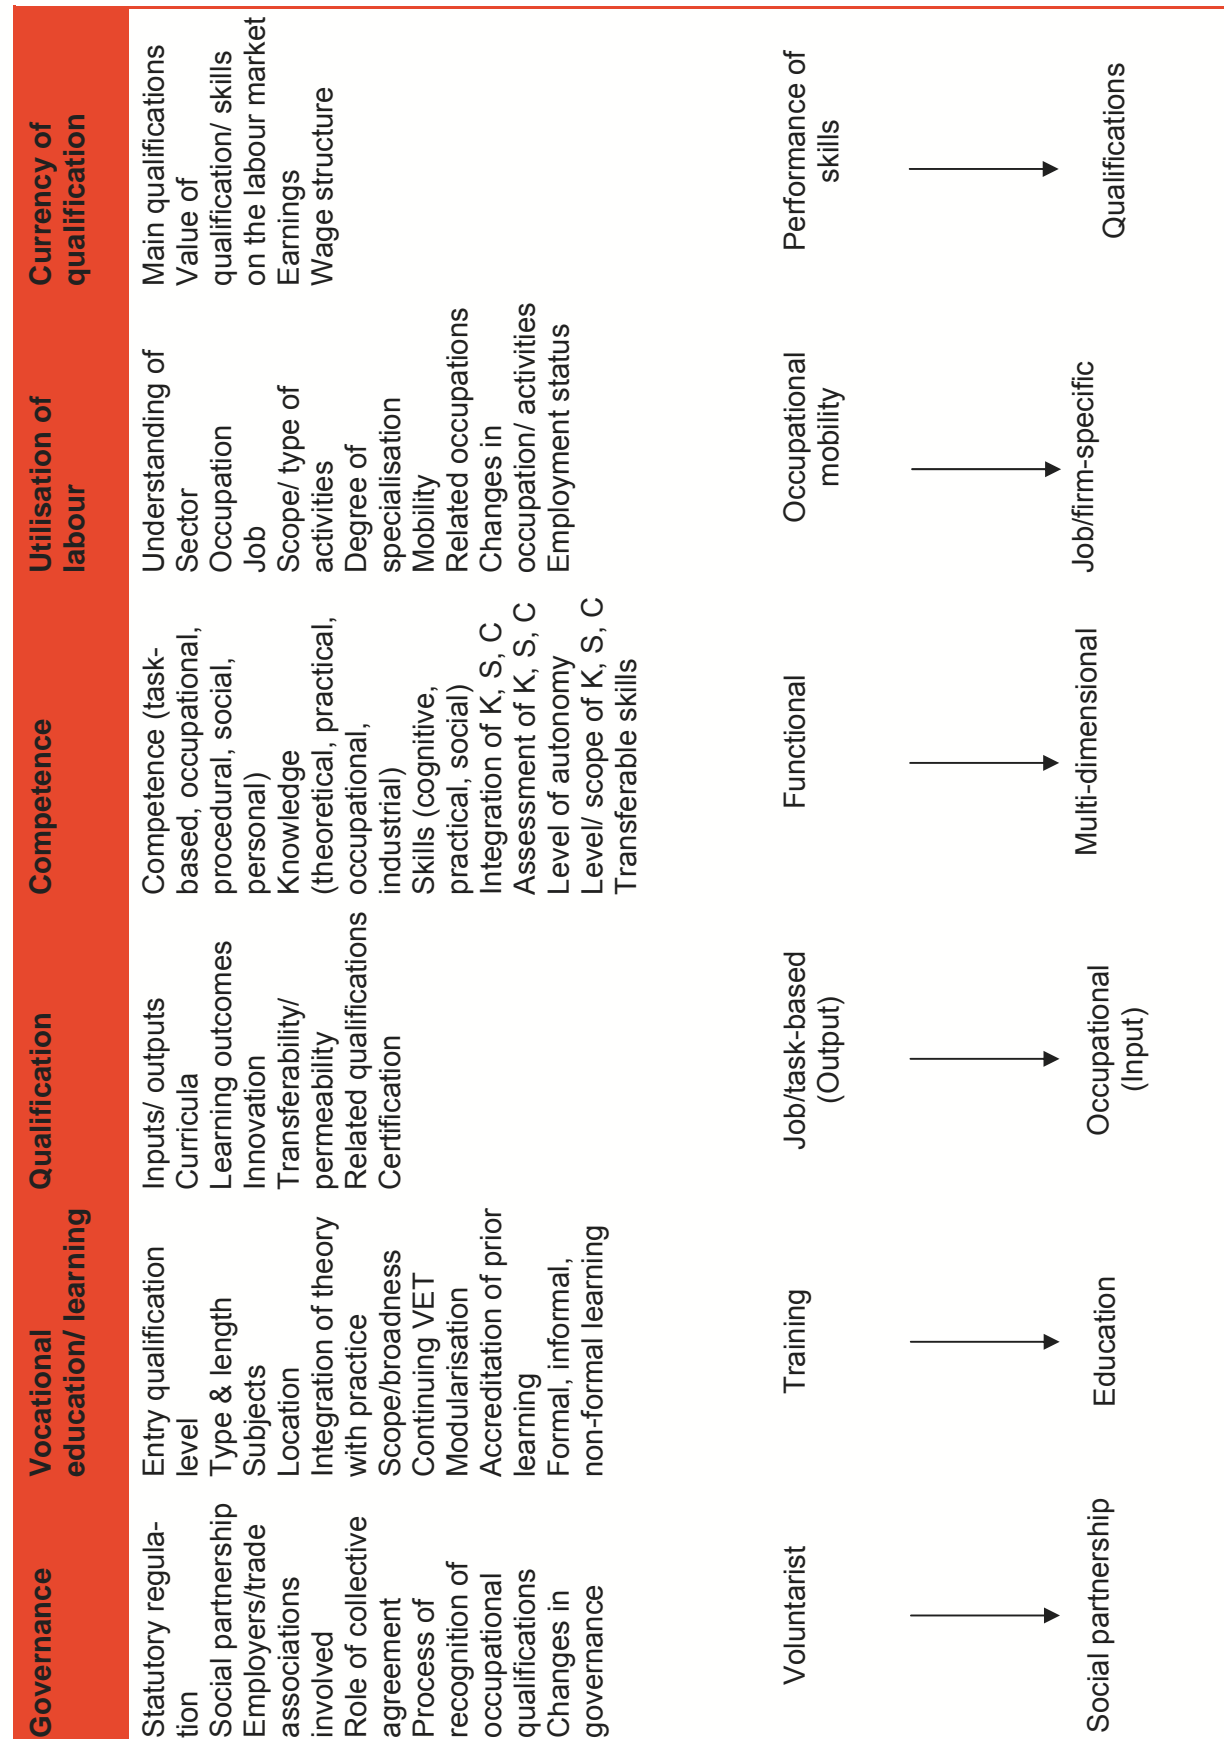 Governance
Vocational
education/ learning
Qualification
Competence
Utilisation of
labour
Currency of
qualification
Statutory regula-
tion
Social partnership
Employers/trade
associations
involved
Role of collective
agreement
Process of
recognition of
occupational
qualifications
Changes in
governance
Entry qualification
level
Type & length
Subjects
Location
Integration of theory
with practice
Scope/broadness
Continuing VET
Modularisation
Accreditation of prior
learning
Formal, informal,
non-formal learning
Inputs/ outputs
Curricula
Learning outcomes
Innovation
Transferability/
permeability
Related qualifications
Certification
Competence (task-
based, occupational,
procedural, social,
personal)
Knowledge
(theoretical, practical,
occupational,
industrial)
Skills (cognitive,
practical, social)
Integration of K, S, C
Assessment of K, S, C
Level of autonomy
Level/ scope of K, S, C
Transferable skills
Understanding of
Sector
Occupation
Job
Scope/ type of
activities
Degree of
specialisation
Mobility
Related occupations
Changes in
occupation/ activities
Employment status
Main qualifications
Value of
qualification/ skills
on the labour market
Earnings
Wage structure
Voluntarist
Training
Job/task-based
(Output)
Functional
Occupational
mobility
Performance of
skills
Social partnership
Education
Occupational
(Input)
Multi-dimensional
Job/firm-specific
Qualifications